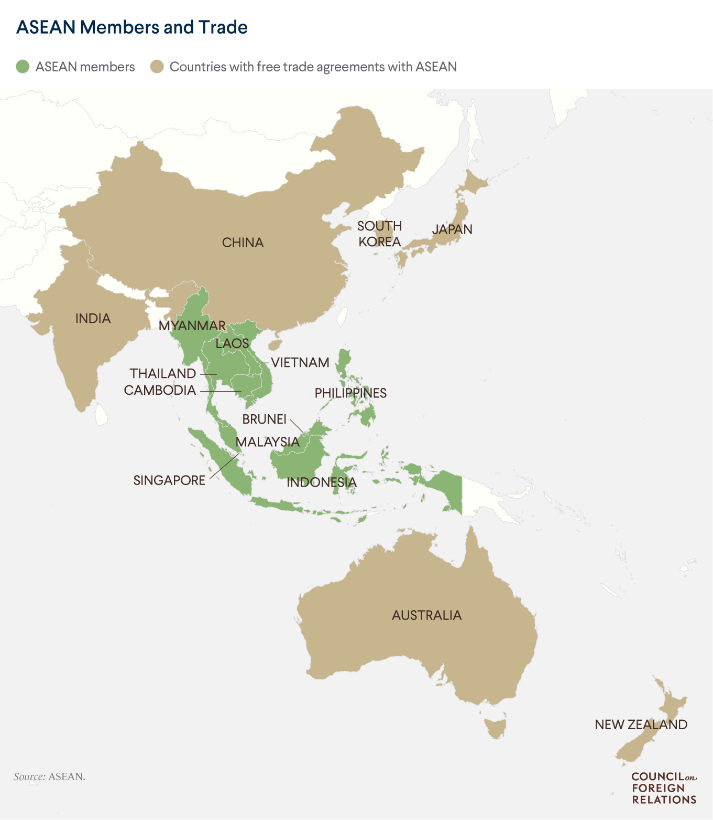 ASEAN Members and Trade
ASEAN members
Countries with free trade agreements with ASEAN
SOUTH
KOREA
JAPAN
CHINA
INDIA
MYANMAR
LAOS
VIETNAM
THAILAND
CAMBODIA
PHILIPPINES
BRUNEI
MALAYSIA
SINGAPORE
INDONESIA
AUSTRALIA
NEW ZEALAND
Source: ASEAN.
COUNCIL on
FOREIGN
RELATIONS